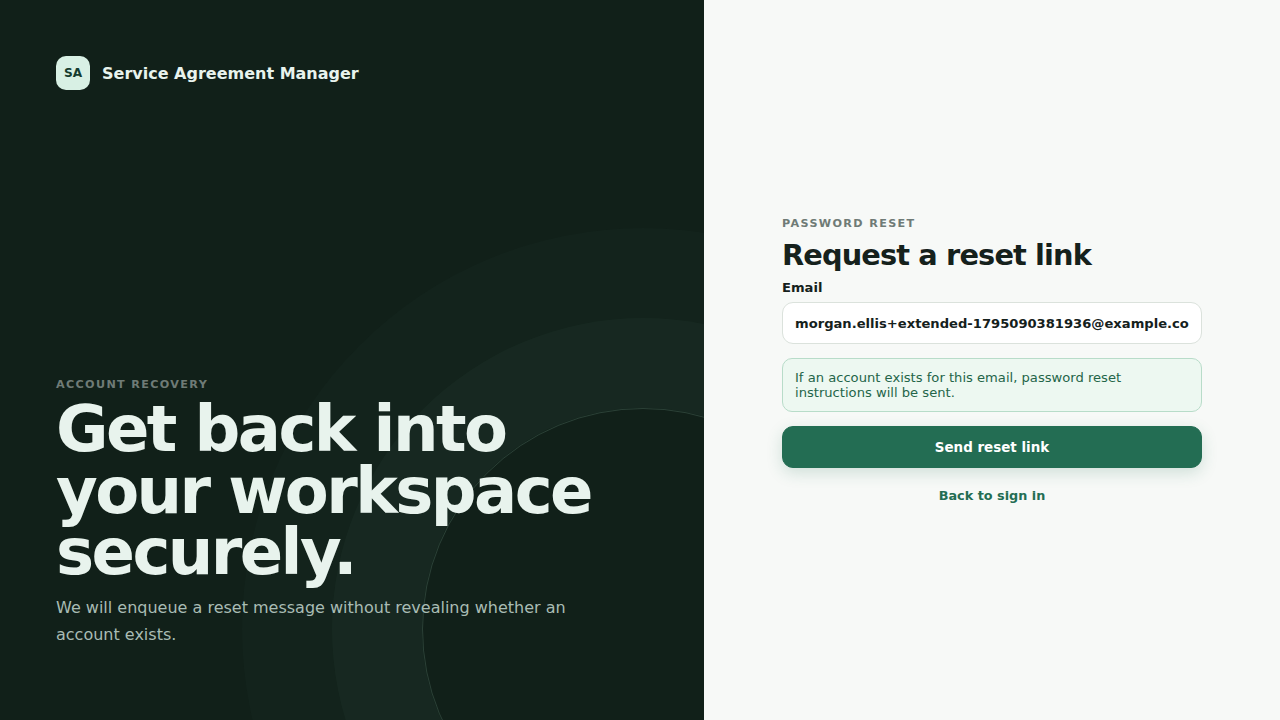 SA
Service Agreement Manager
ACCOUNT RECOVERY
Get back into
your workspace
securely.
We will enqueue a reset message without revealing whether an
account exists.
PASSWORD RESET
Request a reset link
Email
morgan.ellis+extended-1795090381936@example.co
If an account exists for this email, password reset
instructions will be sent.
Send reset link
Back to sign in